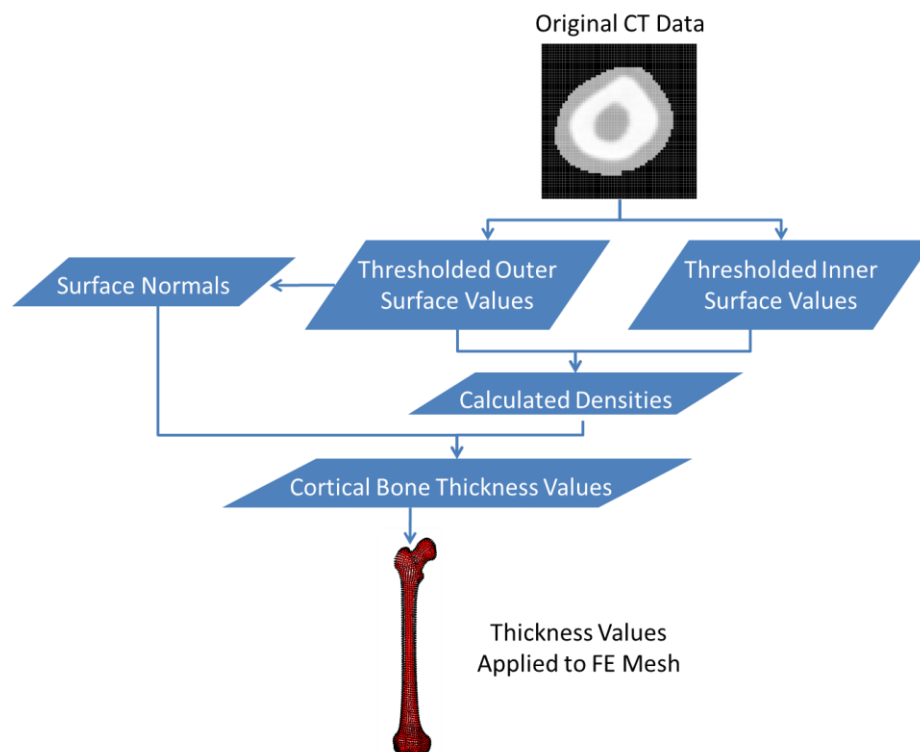 Original CT Data
Surface Normals
Thresholded Outer
Surface Values
Thresholded Inner
Surface Values
Calculated Densities
Cortical Bone Thickness Values
Thickness Values
Applied to FE Mesh